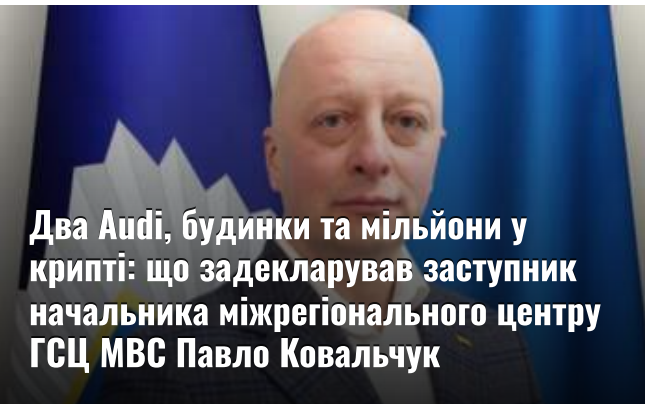 Два Audi, будинки та мільйони у
крипті: що задекларував заступник
начальника міжрегіонального центру
ГСЦ МВС Павло Ковальчук